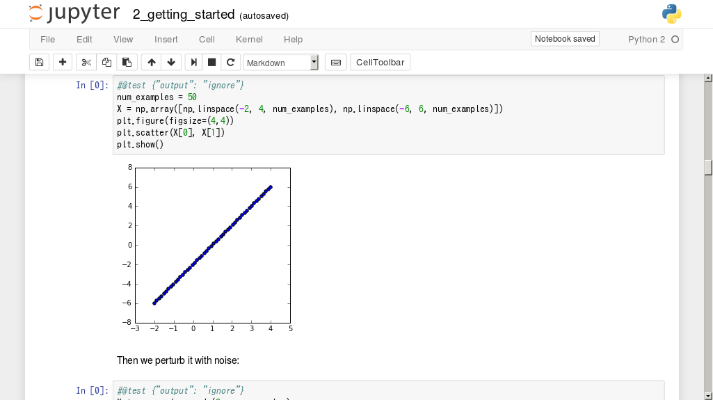 jupyter 2_getting_started (autosaved)
File Edit View Insert Cell Kernel Help Notebook saved Python 2
Markdown CellToolbar
In [0]: #@test {"output": "ignore"}
num_examples = 50
X = np.array([np.linspace(-2, 4, num_examples), np.linspace(-6, 6, num_examples)])
plt.figure(figsize=(4,4))
plt.scatter(X[0], X[1])
plt.show()
8
6
4
2
0
−2
−4
−6
−8
−3 −2 −1 0 1 2 3 4 5
Then we perturb it with noise:
In [0]: #@test {"output": "ignore"}